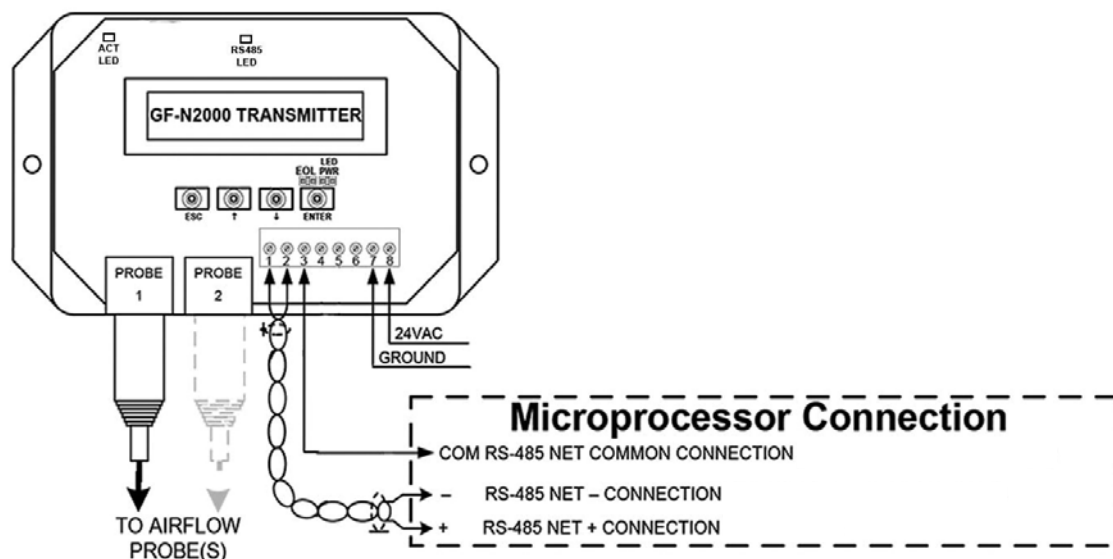 ACT
LED
RS485
LED
GF-N2000 TRANSMITTER
LED
EOL PWR
ESC ↑ ↓ ENTER
1 2 3 4 5 6 7 8
PROBE
1
PROBE
2
+ -
24VAC
GROUND
Microprocessor Connection
COM RS-485 NET COMMON CONNECTION
– RS-485 NET – CONNECTION
+ RS-485 NET + CONNECTION
TO AIRFLOW
PROBE(S)